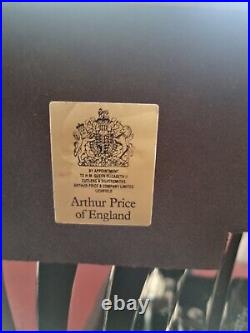 BY APPOINTMENT
TO H.M. QUEEN ELIZABETH II
CUTLERS & SILVERSMITHS
ARTHUR PRICE & COMPANY LIMITED
LICHFIELD
Arthur Price
of England